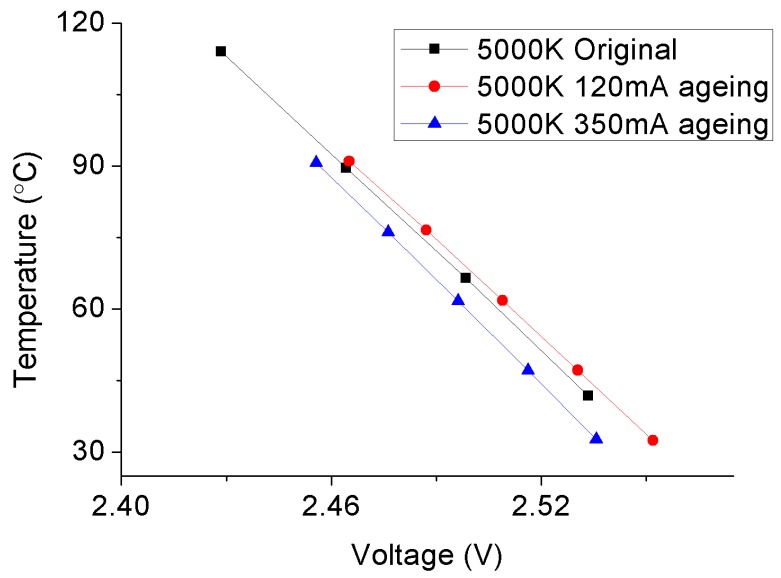 120
90
60
30
2.40
2.46
2.52
Temperature (°C)
Voltage (V)
5000K Original
5000K 120mA ageing
5000K 350mA ageing